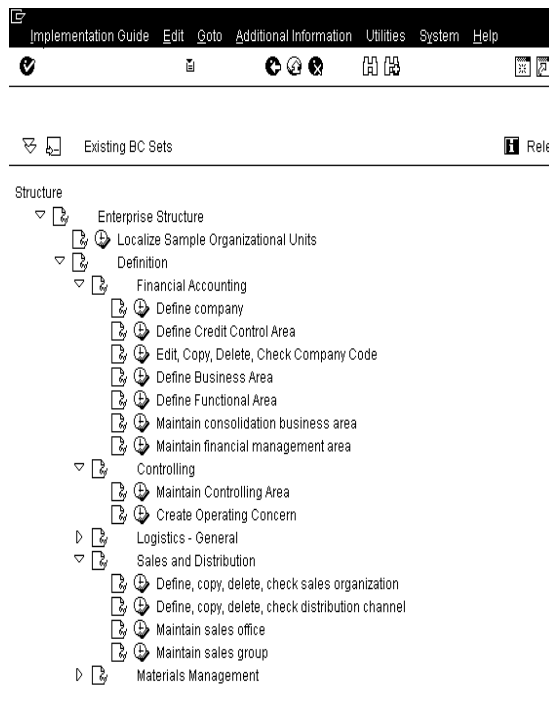 Implementation Guide Edit Goto Additional Information Utilities System Help
Existing BC Sets Rele
Structure
Enterprise Structure
Localize Sample Organizational Units
Definition
Financial Accounting
Define company
Define Credit Control Area
Edit, Copy, Delete, Check Company Code
Define Business Area
Define Functional Area
Maintain consolidation business area
Maintain financial management area
Controlling
Maintain Controlling Area
Create Operating Concern
Logistics - General
Sales and Distribution
Define, copy, delete, check sales organization
Define, copy, delete, check distribution channel
Maintain sales office
Maintain sales group
Materials Management